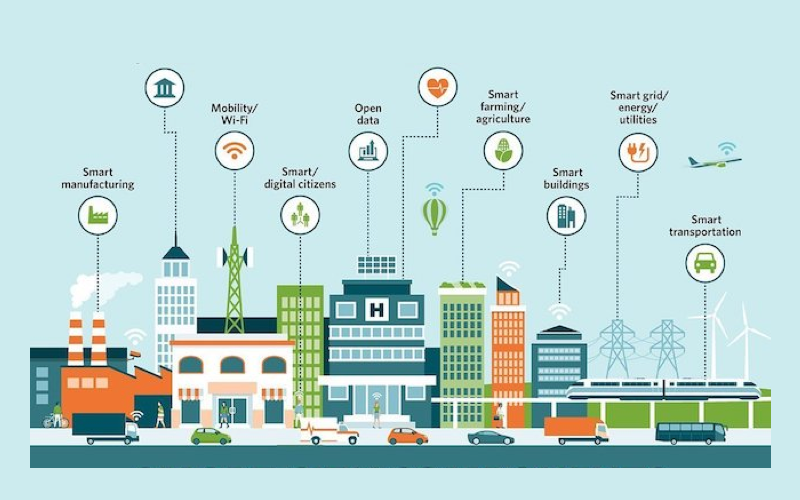 Mobility/
Wi-Fi
Open
data
Smart
farming/
agriculture
Smart grid/
energy/
utilities
Smart
manufacturing
Smart/
digital citizens
Smart
buildings
Smart
transportation
H